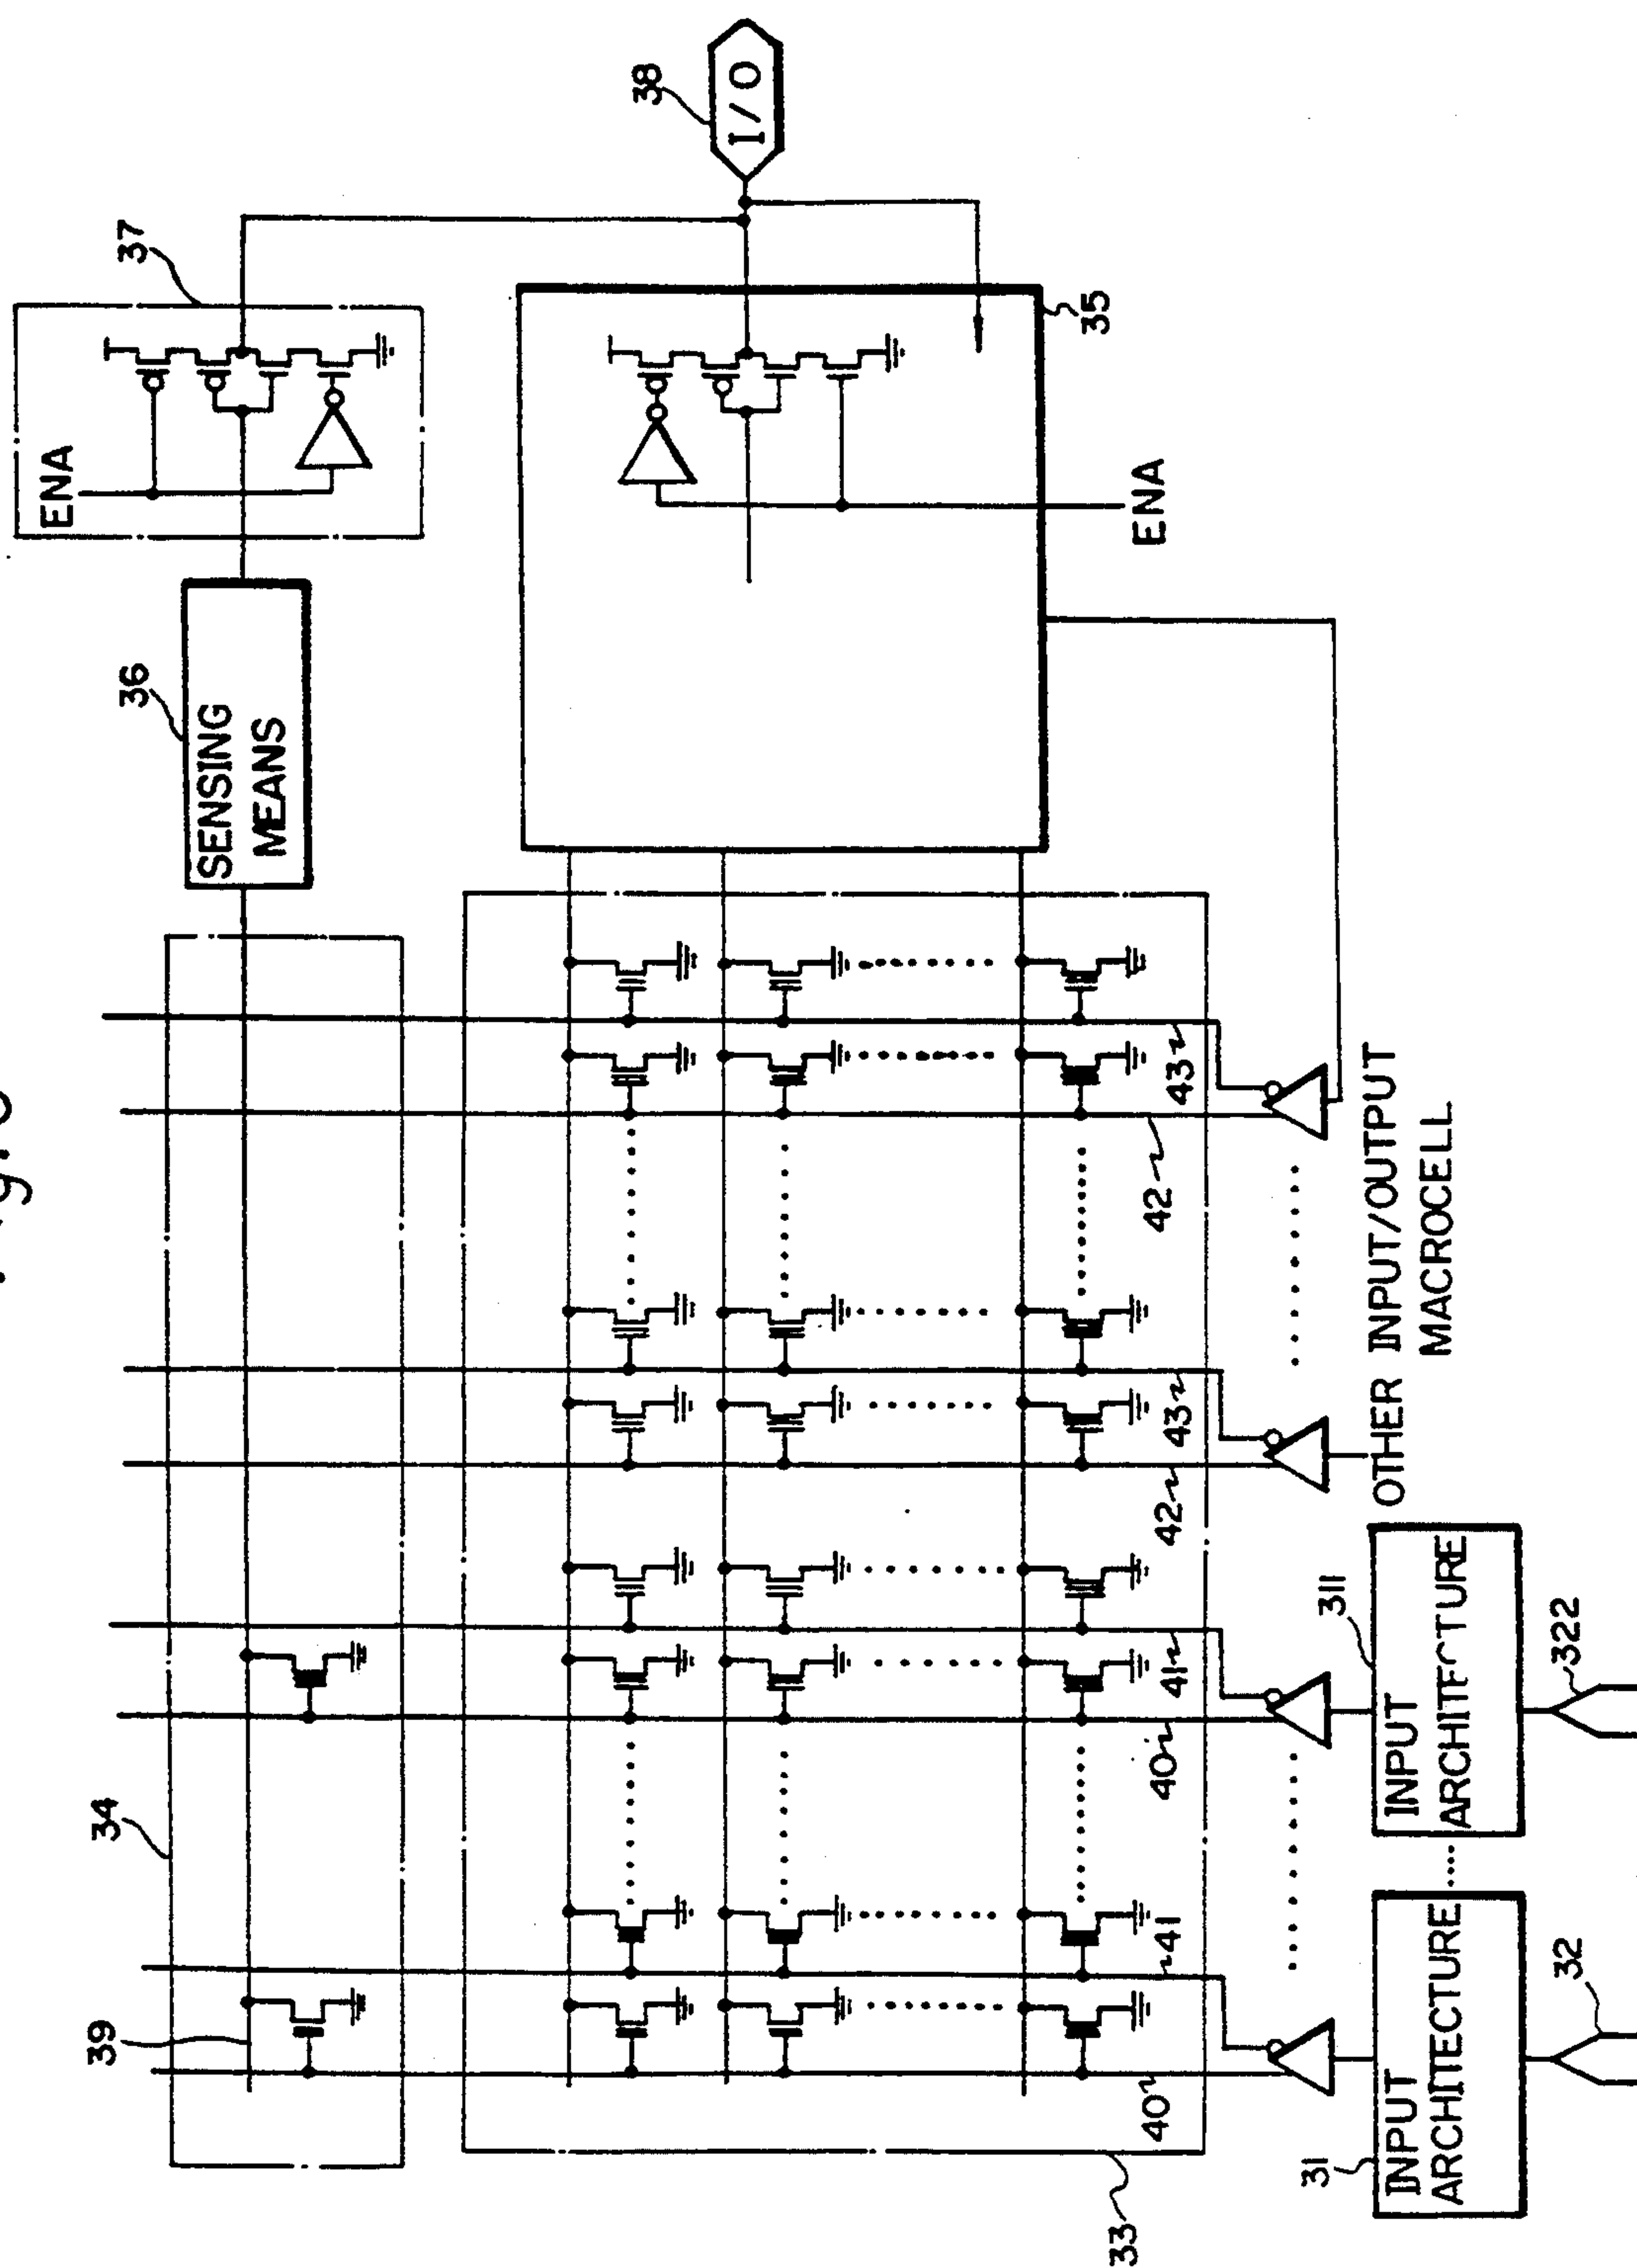 39
34
36
SENSING
MEANS
37
ENA
38
I/O
35
ENA
33
40
41
40
41
42
43
42
43
31
INPUT
ARCHITECTURE
32
311
INPUT
ARCHITECTURE
322
OTHER INPUT/OUTPUT
MACROCELL